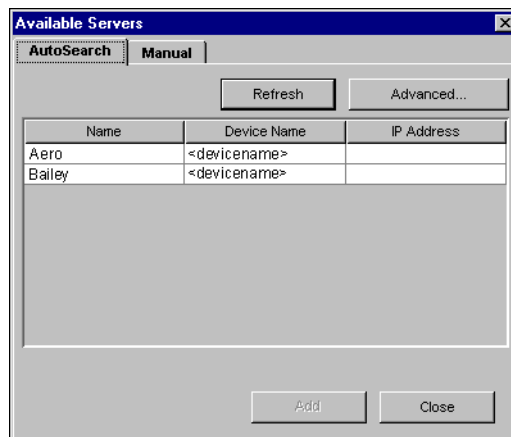 Available Servers
AutoSearch Manual
Refresh Advanced...
Name Device Name IP Address
Aero <devicename>
Bailey <devicename>
Add Close